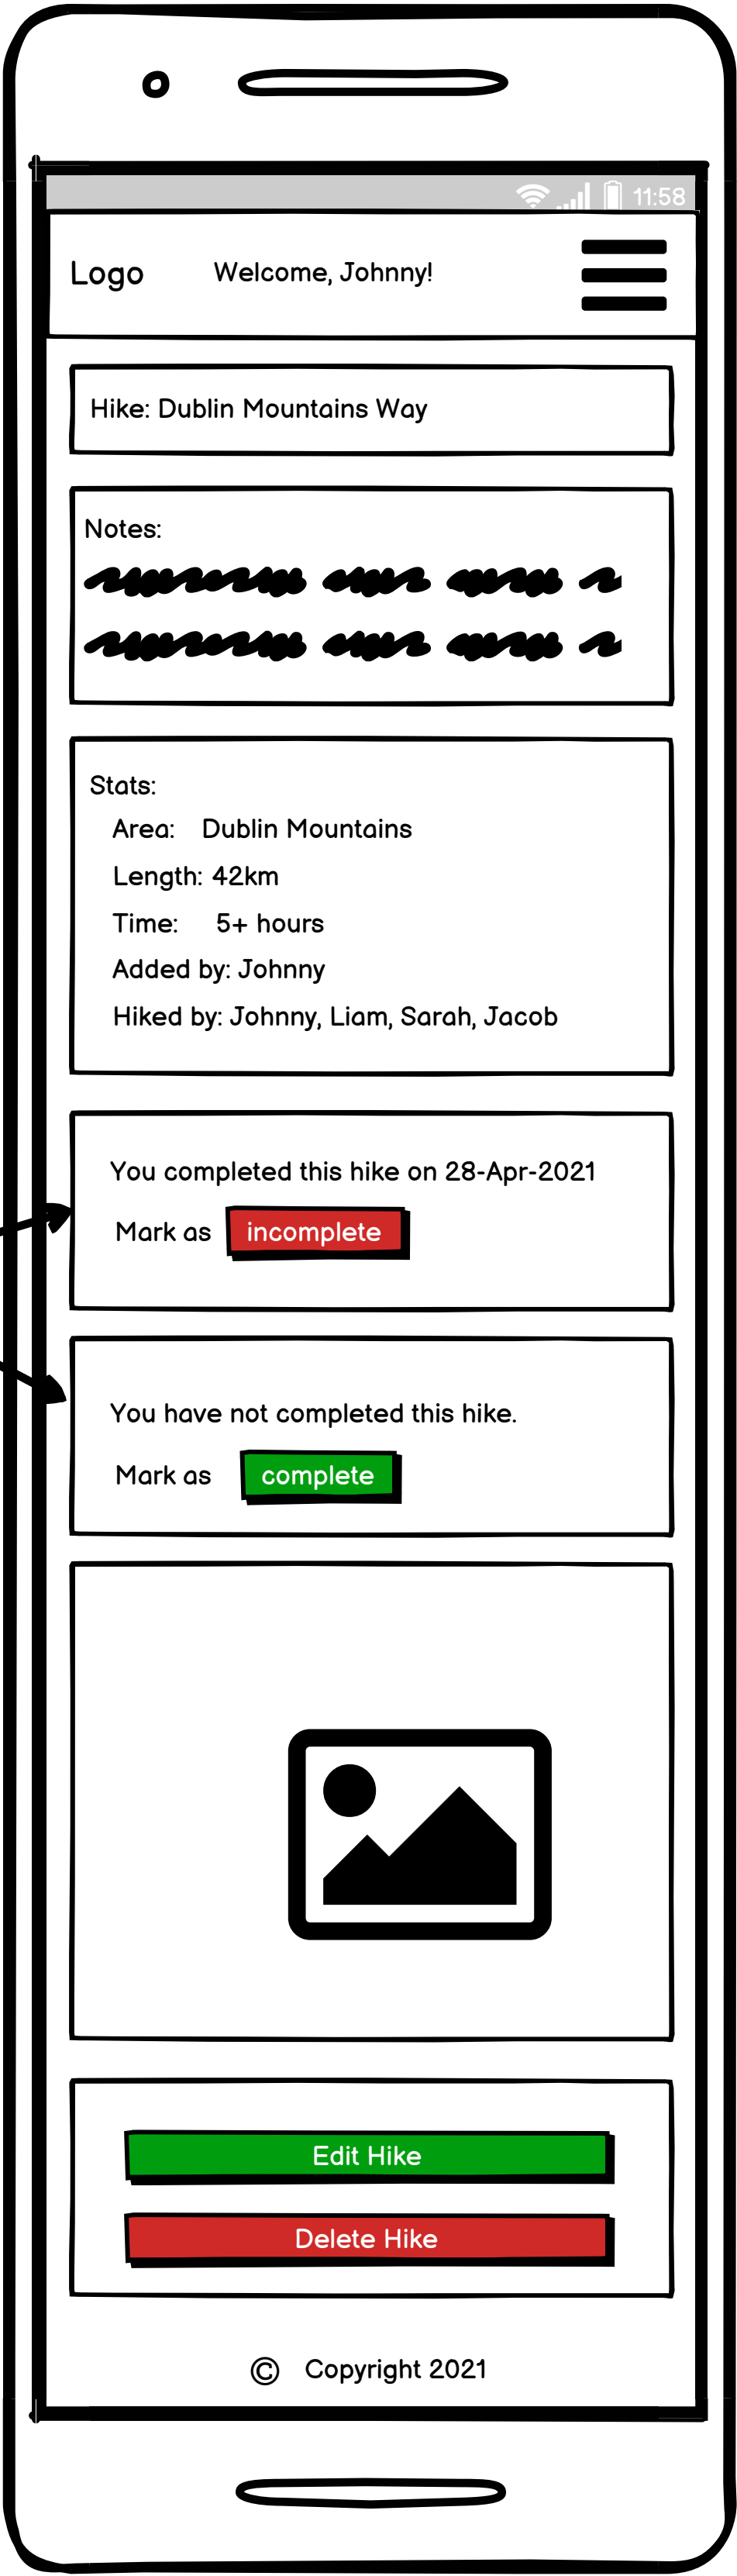 11:58
Logo
Welcome, Johnny!
Hike: Dublin Mountains Way
Notes:
Stats:
Area: Dublin Mountains
Length: 42km
Time: 5+ hours
Added by: Johnny
Hiked by: Johnny, Liam, Sarah, Jacob
You completed this hike on 28-Apr-2021
Mark as incomplete
You have not completed this hike.
Mark as complete
Edit Hike
Delete Hike
© Copyright 2021